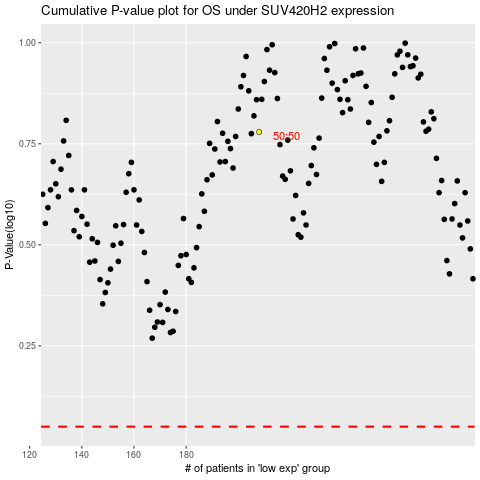 Cumulative P-value plot for OS under SUV420H2 expression
P-Value(log10)
1.00
0.75
0.50
0.25
50:50
120 140 160 180
# of patients in 'low exp' group